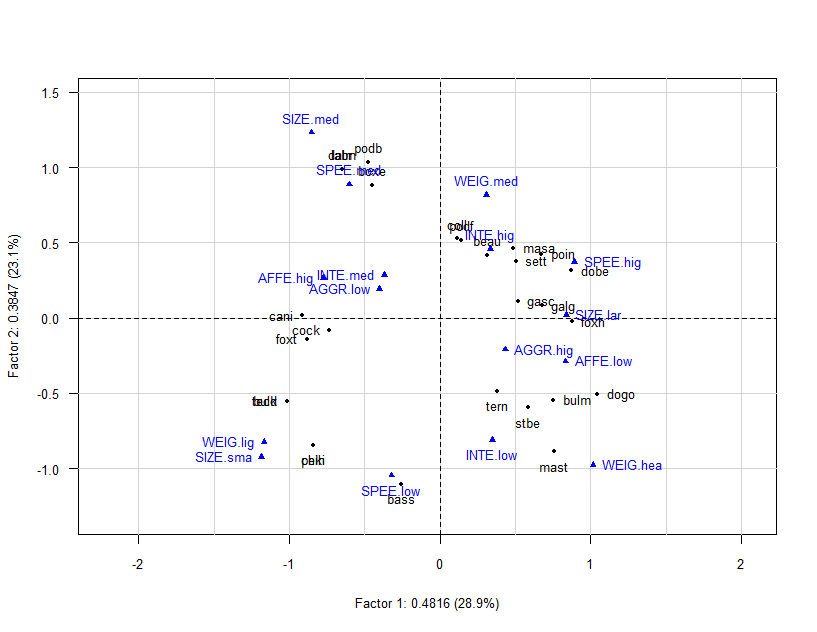 SIZE.med
podb
SPEE.med
boxe
WEIG.med
INTE.hig
beau
masa
poin
sett
SPEE.hig
dobe
AFFE.hig
INTE.med
AGGR.low
gasc
galg
SIZE.lar
foxh
cani
cock
foxt
AGGR.hig
AFFE.low
tern
bulm
dogo
stbe
WEIG.lig
SIZE.sma
INTE.low
mast
WEIG.hea
SPEE.low
bass
1.5
1.0
0.5
0.0
-0.5
-1.0
Factor 2: 0.3847 (23.1%)
-2
-1
0
1
2
Factor 1: 0.4816 (28.9%)